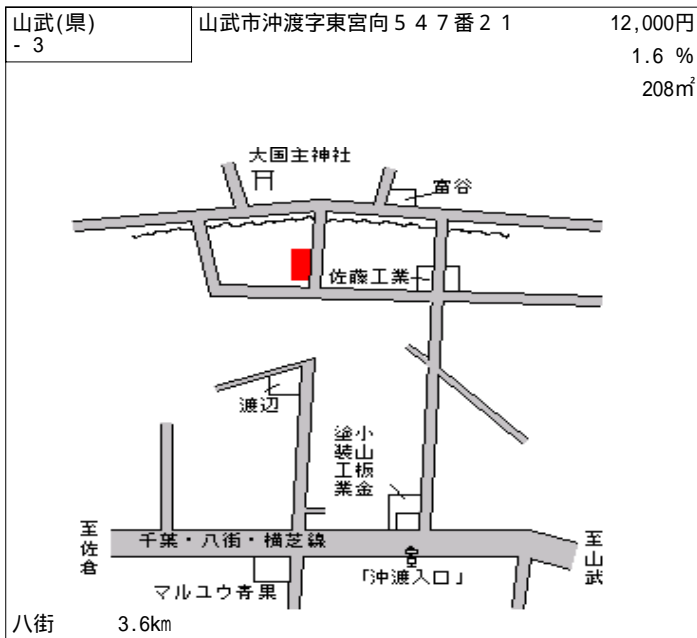 山武(県)
- 3
山武市沖渡字東宮向５４７番２１
12,000円
1.6 %
208㎡
大国主神社
富谷
佐藤工業
渡辺
小山板金
塗装工業
至佐倉
千葉・八街・横芝線
至山武
「沖渡入口」
マルユウ青果
八街 3.6km